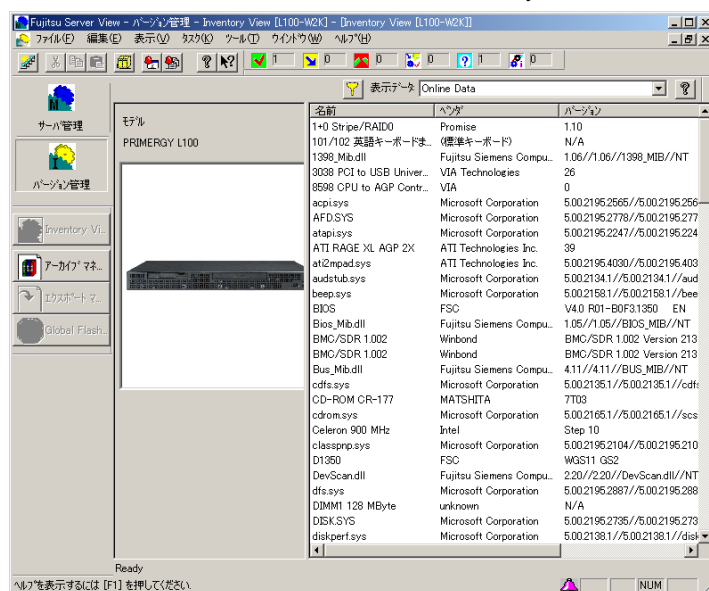 Fujitsu Server View - ﾊﾞｰｼﾞｮﾝ管理 - Inventory View [L100-W2K] - [Inventory View [L100-W2K]]
ﾌｧｲﾙ(F) 編集(E) 表示(V) ﾀｽｸ(K) ﾂｰﾙ(T) ｳｲﾝﾄﾞｳ(W) ﾍﾙﾌﾟ(H)
1 0 0 0 1 0
表示ﾃﾞｰﾀ Online Data
ｻｰﾊﾞ管理
ﾊﾞｰｼﾞｮﾝ管理
Inventory Vi...
ｱｰｶｲﾌﾞ ﾏﾈ...
ｴｸｽﾎﾟｰﾄ ﾏ...
Global Flash...
ﾓﾃﾞﾙ
PRIMERGY L100
名前 ﾍﾞﾝﾀﾞ ﾊﾞｰｼﾞｮﾝ
1+0 Stripe/RAID0 Promise 1.10
101/102 英語キーボードま... (標準キーボード) N/A
1398_Mib.dll Fujitsu Siemens Compu... 1.06//1.06//1398_MIB//NT
3038 PCI to USB Univer... VIA Technologies 26
8598 CPU to AGP Contr... VIA 0
acpi.sys Microsoft Corporation 5.00.2195.2565//5.00.2195.256
AFD.SYS Microsoft Corporation 5.00.2195.2778//5.00.2195.277
atapi.sys Microsoft Corporation 5.00.2195.2247//5.00.2195.224
ATI RAGE XL AGP 2X ATI Technologies Inc. 39
ati2mpad.sys ATI Technologies Inc. 5.00.2195.4030//5.00.2195.403
audstub.sys Microsoft Corporation 5.00.2134.1//5.00.2134.1//aud
beep.sys Microsoft Corporation 5.00.2158.1//5.00.2158.1//bee
BIOS FSC V4.0 R01-B0F3.1350 EN
Bios_Mib.dll Fujitsu Siemens Compu... 1.05//1.05//BIOS_MIB//NT
BMC/SDR 1.002 Winbond BMC/SDR 1.002 Version 213
BMC/SDR 1.002 Winbond BMC/SDR 1.002 Version 213
Bus_Mib.dll Fujitsu Siemens Compu... 4.11//4.11//BUS_MIB//NT
cdfs.sys Microsoft Corporation 5.00.2135.1//5.00.2135.1//cdfs
CD-ROM CR-177 MATSHITA 7T03
cdrom.sys Microsoft Corporation 5.00.2165.1//5.00.2165.1//scs
Celeron 900 MHz Intel Step 10
classpnp.sys Microsoft Corporation 5.00.2195.2104//5.00.2195.210
D1350 FSC WGS11 GS2
DevScan.dll Fujitsu Siemens Compu... 2.20//2.20//DevScan.dll//NT
dfs.sys Microsoft Corporation 5.00.2195.2887//5.00.2195.288
DIMM1 128 MByte unknown N/A
DISK.SYS Microsoft Corporation 5.00.2195.2735//5.00.2195.273
diskperf.sys Microsoft Corporation 5.00.2138.1//5.00.2138.1//disk
Ready
ﾍﾙﾌﾟを表示するには [F1] を押してください.
NUM